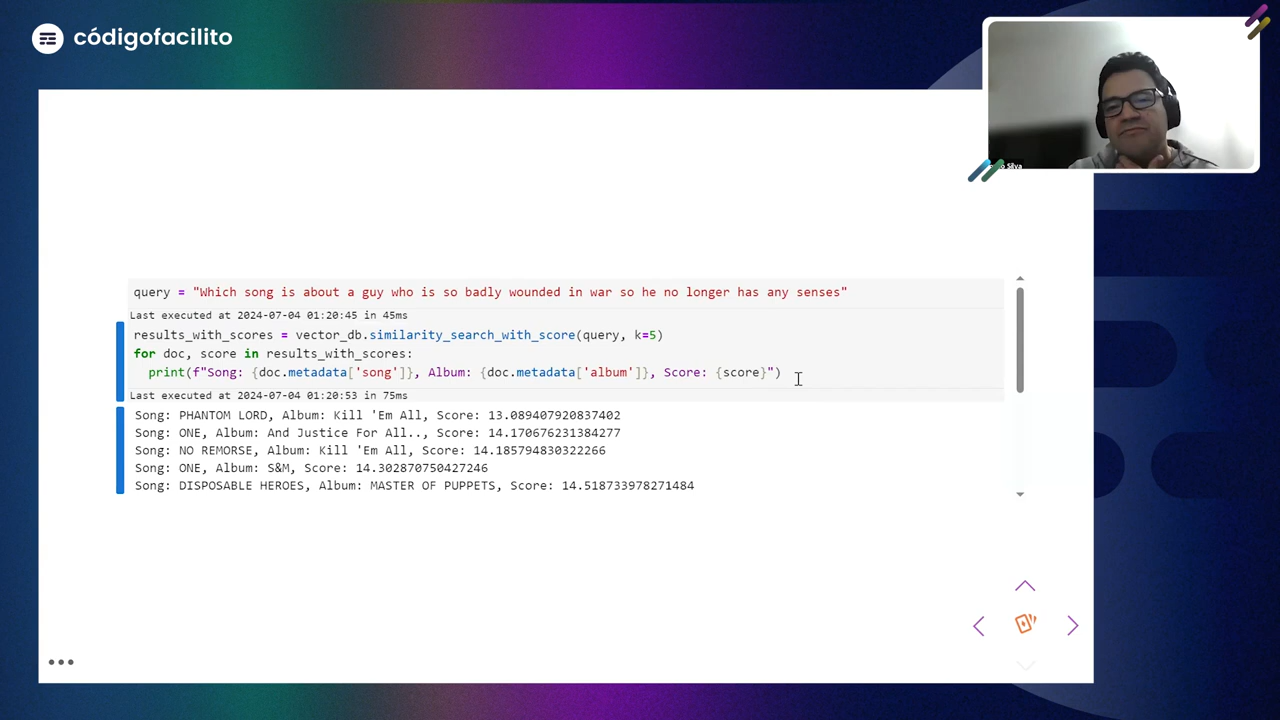 códigofacilito
Silva
query = "Which song is about a guy who is so badly wounded in war so he no longer has any senses"
Last executed at 2024-07-04 01:20:45 in 45ms
results_with_scores = vector_db.similarity_search_with_score(query, k=5)
for doc, score in results_with_scores:
print(f"Song: {doc.metadata['song']}, Album: {doc.metadata['album']}, Score: {score}")
Last executed at 2024-07-04 01:20:53 in 75ms
Song: PHANTOM LORD, Album: Kill 'Em All, Score: 13.089407920837402
Song: ONE, Album: And Justice For All.., Score: 14.170676231384277
Song: NO REMORSE, Album: Kill 'Em All, Score: 14.185794830322266
Song: ONE, Album: S&M, Score: 14.302870750427246
Song: DISPOSABLE HEROES, Album: MASTER OF PUPPETS, Score: 14.518733978271484